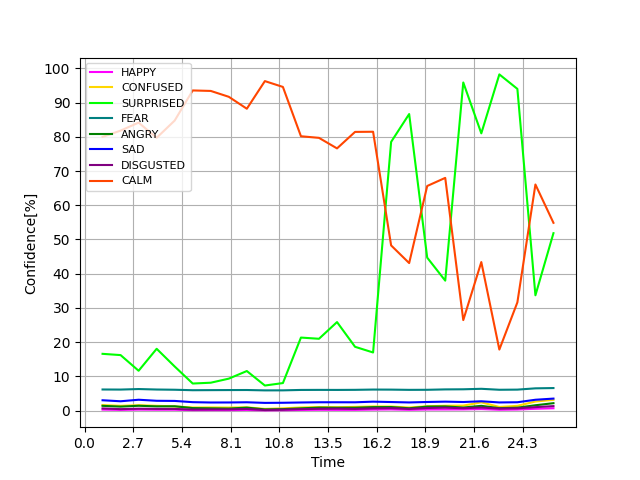 HAPPY
CONFUSED
SURPRISED
FEAR
ANGRY
SAD
DISGUSTED
CALM
Confidence[%]
100
90
80
70
60
50
40
30
20
10
0
0.0 2.7 5.4 8.1 10.8 13.5 16.2 18.9 21.6 24.3
Time